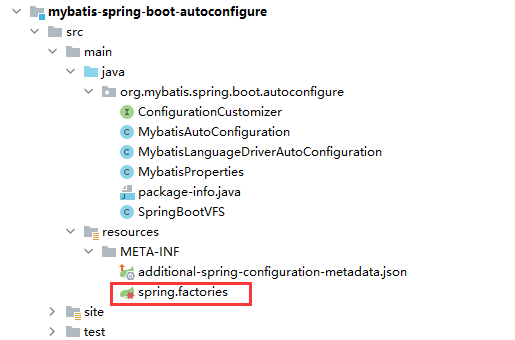 mybatis-spring-boot-autoconfigure
src
main
java
org.mybatis.spring.boot.autoconfigure
ConfigurationCustomizer
MybatisAutoConfiguration
MybatisLanguageDriverAutoConfiguration
MybatisProperties
package-info.java
SpringBootVFS
resources
META-INF
additional-spring-configuration-metadata.json
spring.factories
site
test